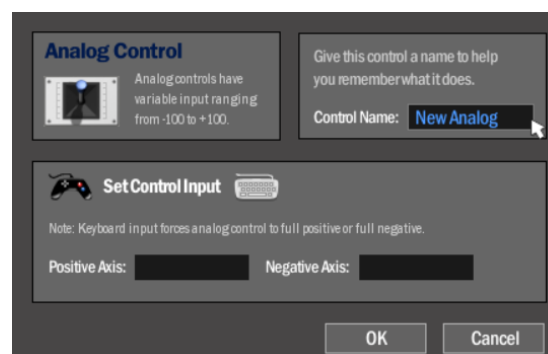 Analog Control
Analog controls have
variable input ranging
from -100 to +100.
Give this control a name to help
you remember what it does.
Control Name: New Analog
Set Control Input
Note: Keyboard input forces analog control to full positive or full negative.
Positive Axis: Negative Axis:
OK Cancel